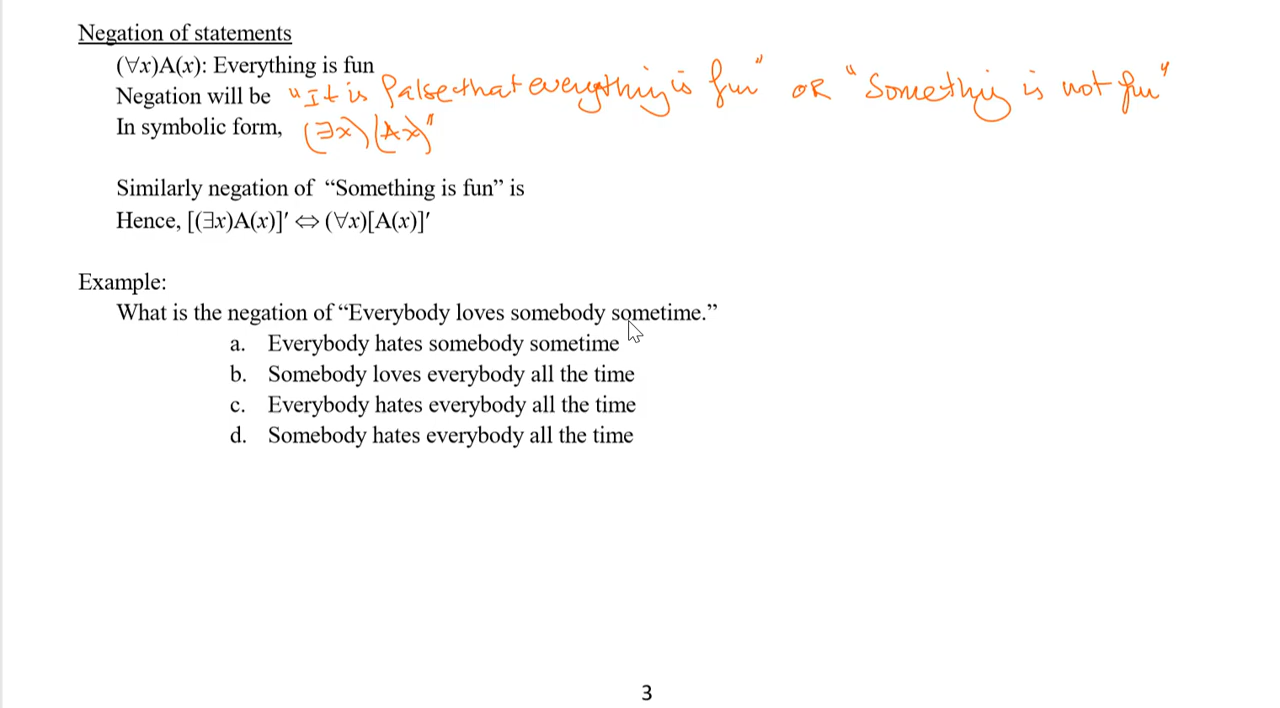 Negation of statements
(∀x)A(x): Everything is fun
Negation will be "It is false that everything is fun" OR "Something is not fun"
In symbolic form, (∃x)(Ax)"
Similarly negation of “Something is fun” is
Hence, [(∃x)A(x)]′ ⇔ (∀x)[A(x)]′
Example:
What is the negation of “Everybody loves somebody sometime.”
a. Everybody hates somebody sometime
b. Somebody loves everybody all the time
c. Everybody hates everybody all the time
d. Somebody hates everybody all the time
3